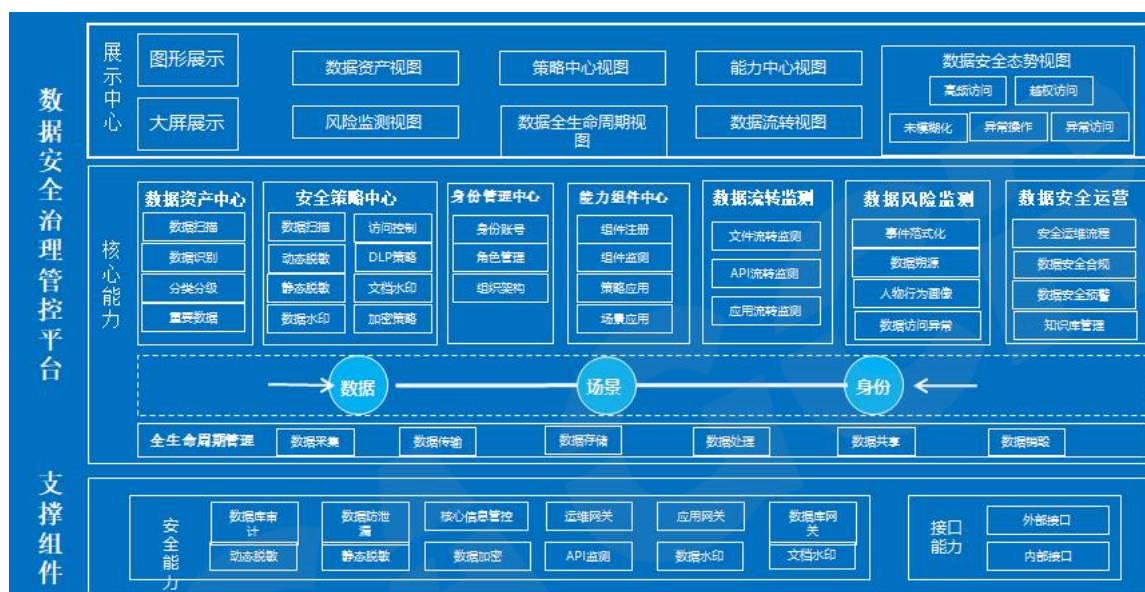 数据安全治理管控平台
展示中心
图形展示
大屏展示
数据资产视图
策略中心视图
能力中心视图
风险监测视图
数据全生命周期视
图
数据流转视图
数据安全态势视图
高频访问
越权访问
未模糊化
异常操作
异常访问
核心能力
数据资产中心
数据扫描
数据识别
分类分级
重要数据
安全策略中心
数据扫描
访问控制
动态脱敏
DLP策略
静态脱敏
文档水印
数据水印
加密策略
身份管理中心
身份账号
角色管理
组织架构
能力组件中心
组件注册
组件监测
策略应用
场景应用
数据流转监测
文件流转监测
API流转监测
应用流转监测
数据风险监测
事件范式化
数据朔源
人物行为画像
数据访问异常
数据安全运营
安全运维流程
数据安全合规
数据安全预警
知识库管理
数据
场景
身份
全生命周期管理
数据采集
数据传输
数据存储
数据处理
数据共享
数据销毁
支撑组件
安全能力
数据库审
计
数据防泄
漏
核心信息管控
运维网关
应用网关
数据库网
关
动态脱敏
静态脱敏
数据加密
API监测
数据水印
文档水印
接口
能力
外部接口
内部接口